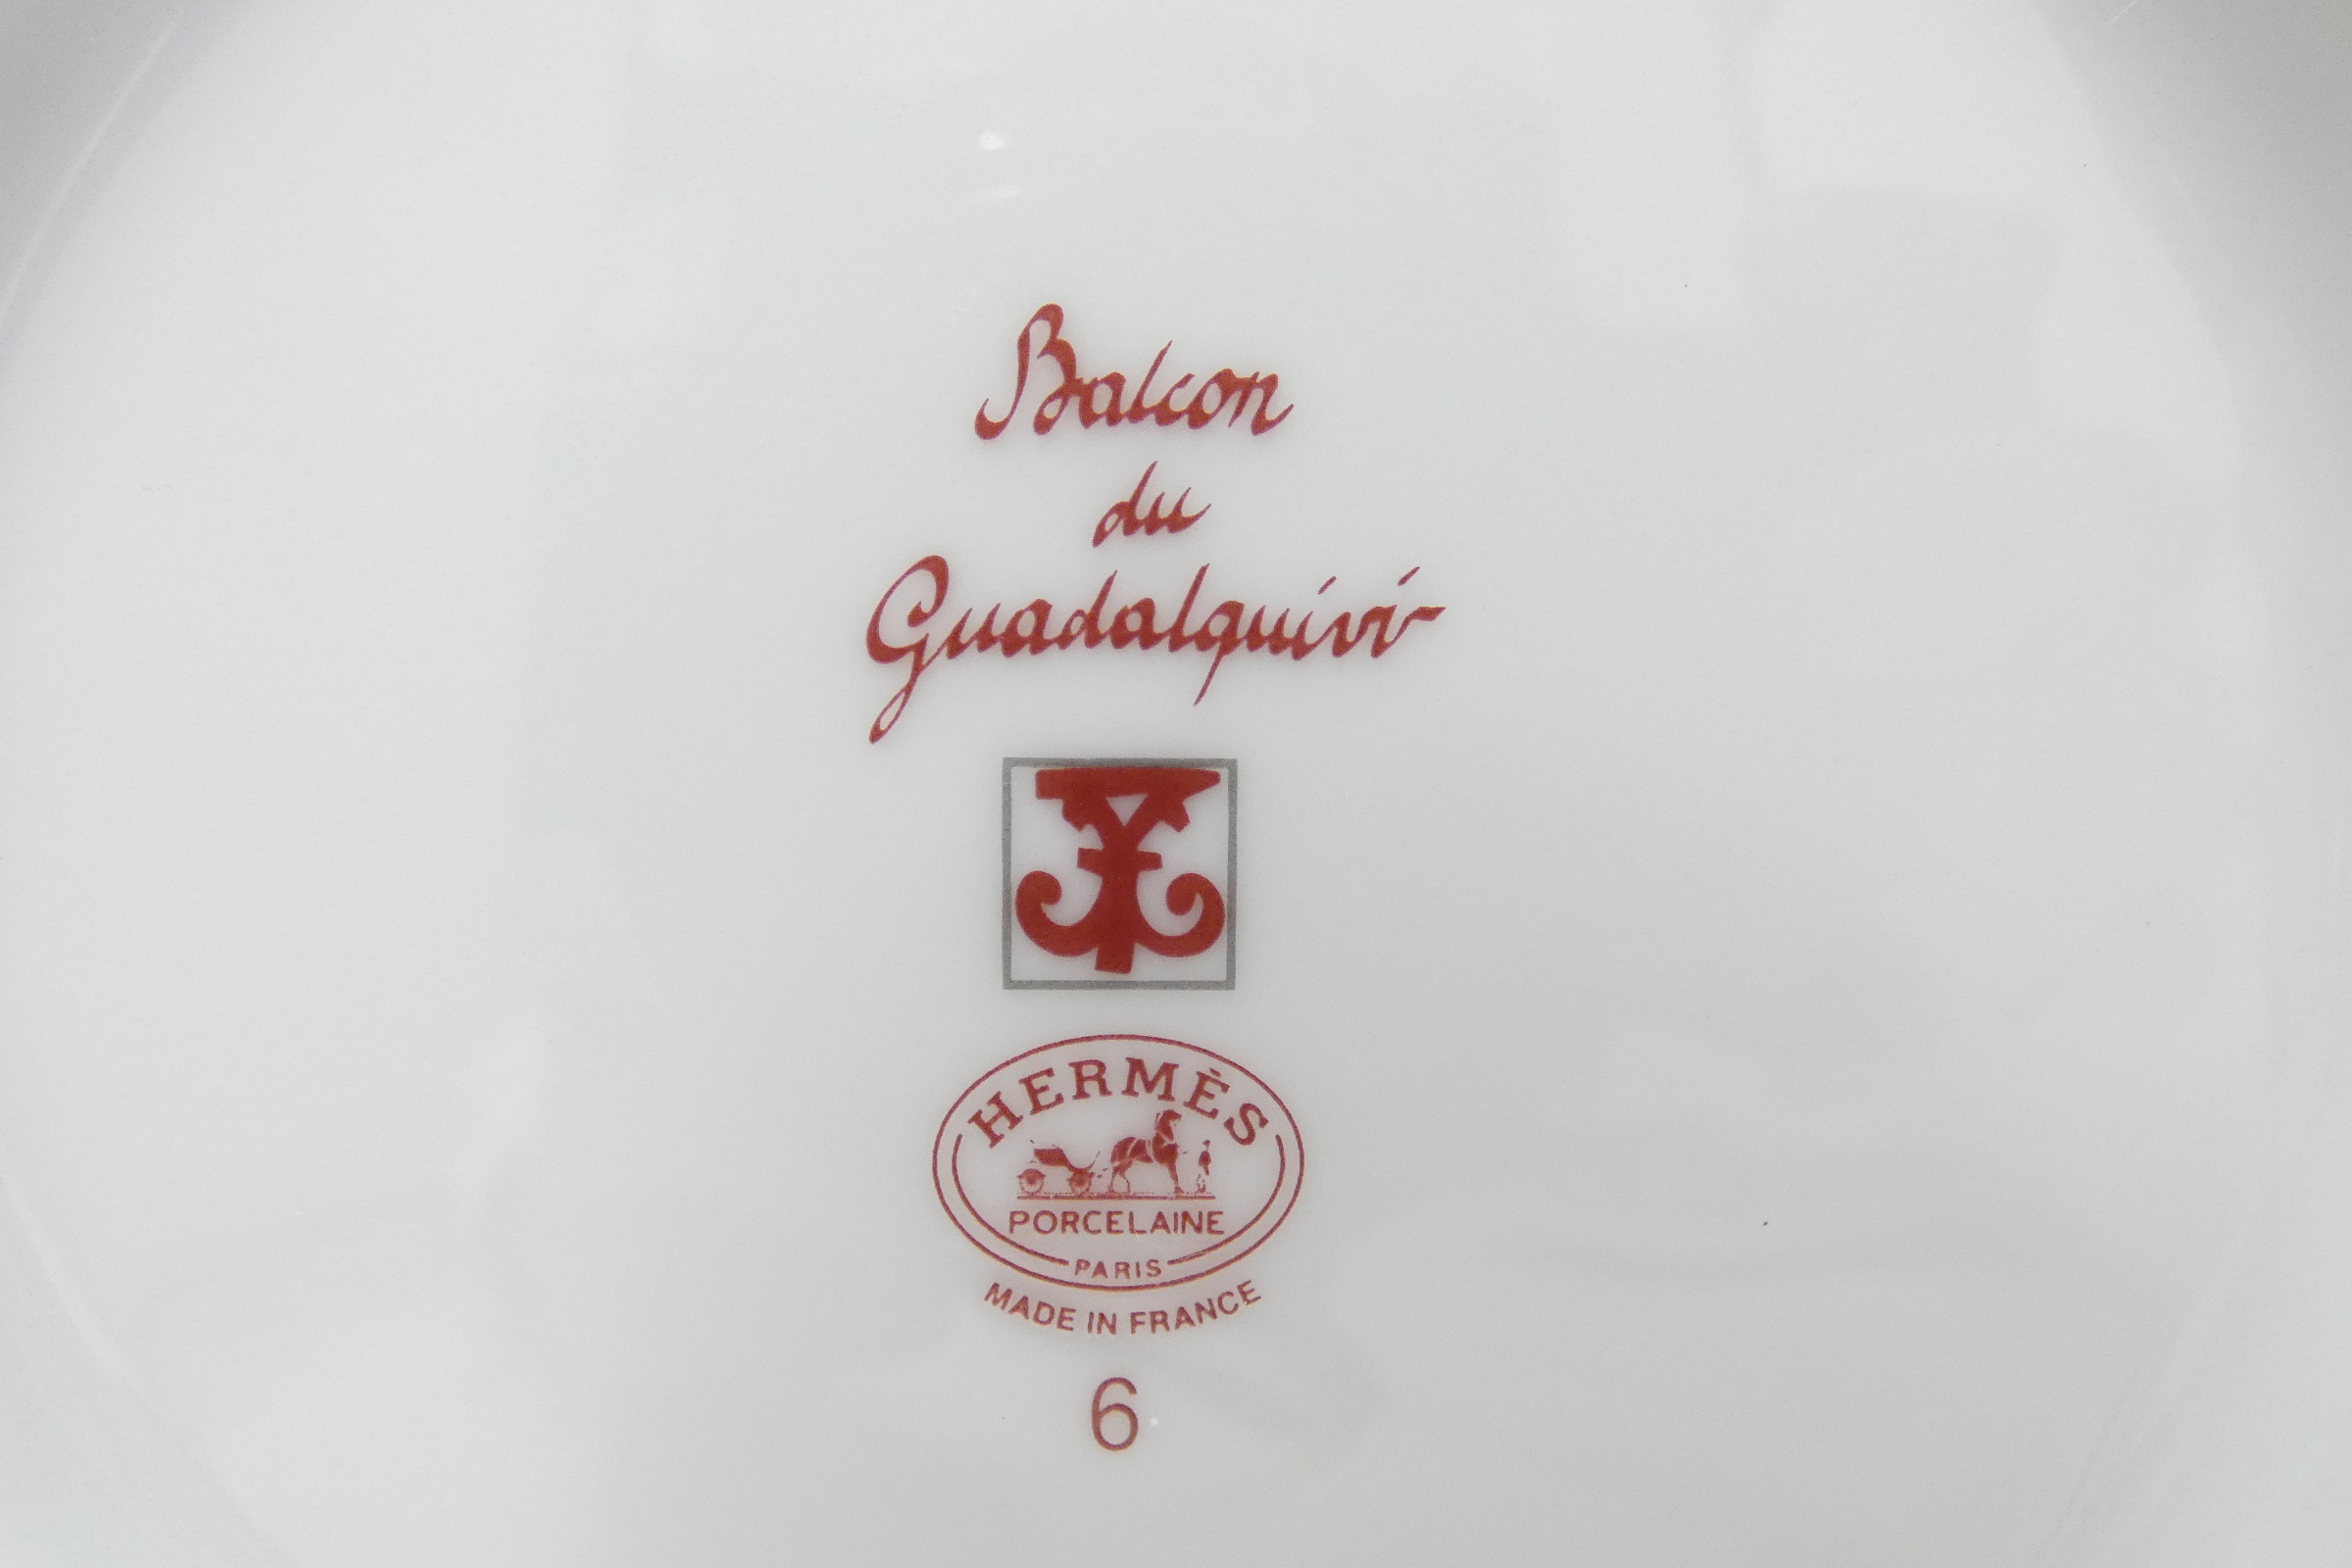 Balcon
du
Guadalquivir
HERMÈS
PORCELAINE
PARIS
MADE IN FRANCE
6